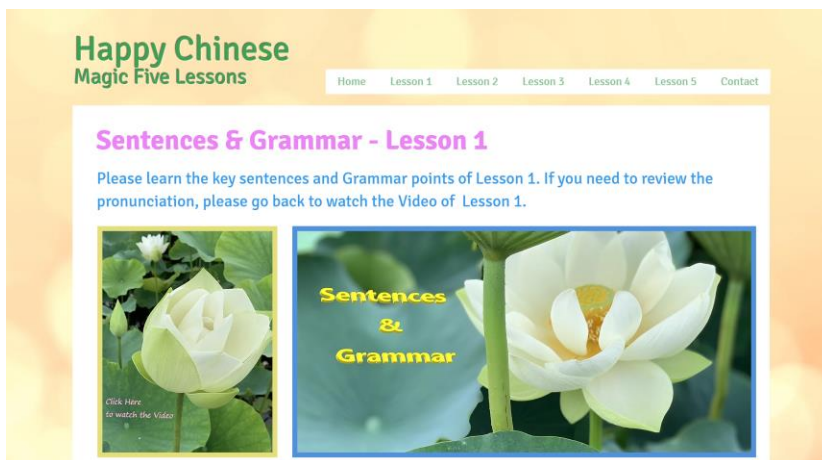 Happy Chinese
Magic Five Lessons
Home Lesson 1 Lesson 2 Lesson 3 Lesson 4 Lesson 5 Contact
Sentences & Grammar - Lesson 1
Please learn the key sentences and Grammar points of Lesson 1. If you need to review the
pronunciation, please go back to watch the Video of Lesson 1.
Click Here
to watch the Video
Sentences
&
Grammar